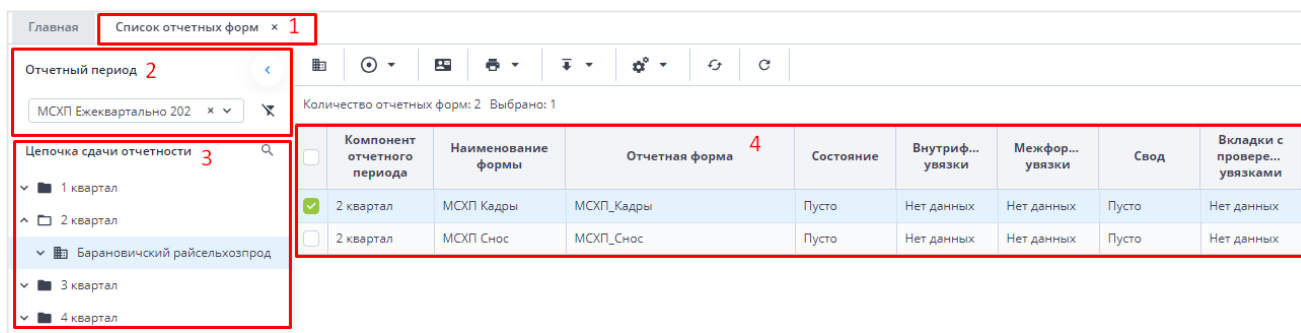 Главная
Список отчетных форм × 1
Отчетный период 2
МСХП Ежеквартально 202 ×
Количество отчетных форм: 2 Выбрано: 1
Цепочка сдачи отчетности 3
1 квартал
2 квартал
Барановичский райсельхозпрод
3 квартал
4 квартал
4
Компонент отчетного периода | Наименование формы | Отчетная форма | Состояние | Внутриф... увязки | Межфор... увязки | Свод | Вкладки с провере... увязками
2 квартал | МСХП Кадры | МСХП_Кадры | Пусто | Нет данных | Нет данных | Пусто | Нет данных
2 квартал | МСХП Снос | МСХП_Снос | Пусто | Нет данных | Нет данных | Пусто | Нет данных